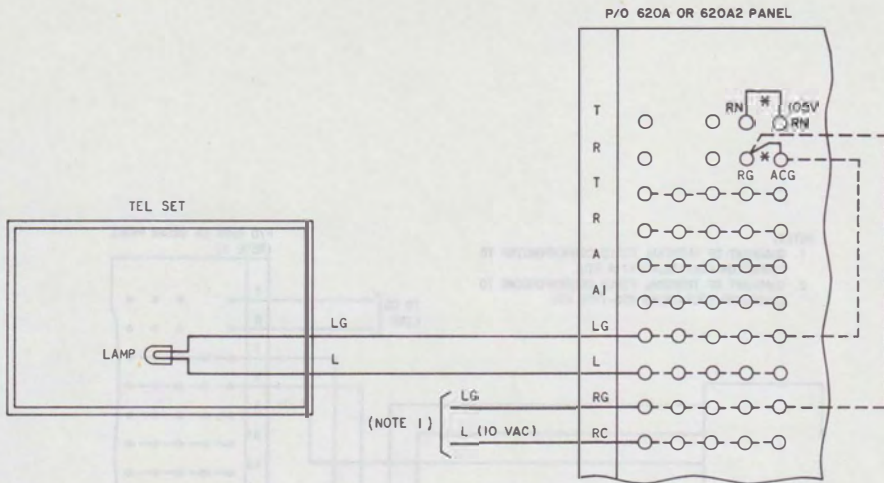 P/O 620A OR 620A2 PANEL
T
RN
*
105V
RN
R
*
RG ACG
T
TEL SET
R
A
A1
LG
LG
LAMP
L
L
LG
RG
(NOTE 1)
L (10 VAC)
RC